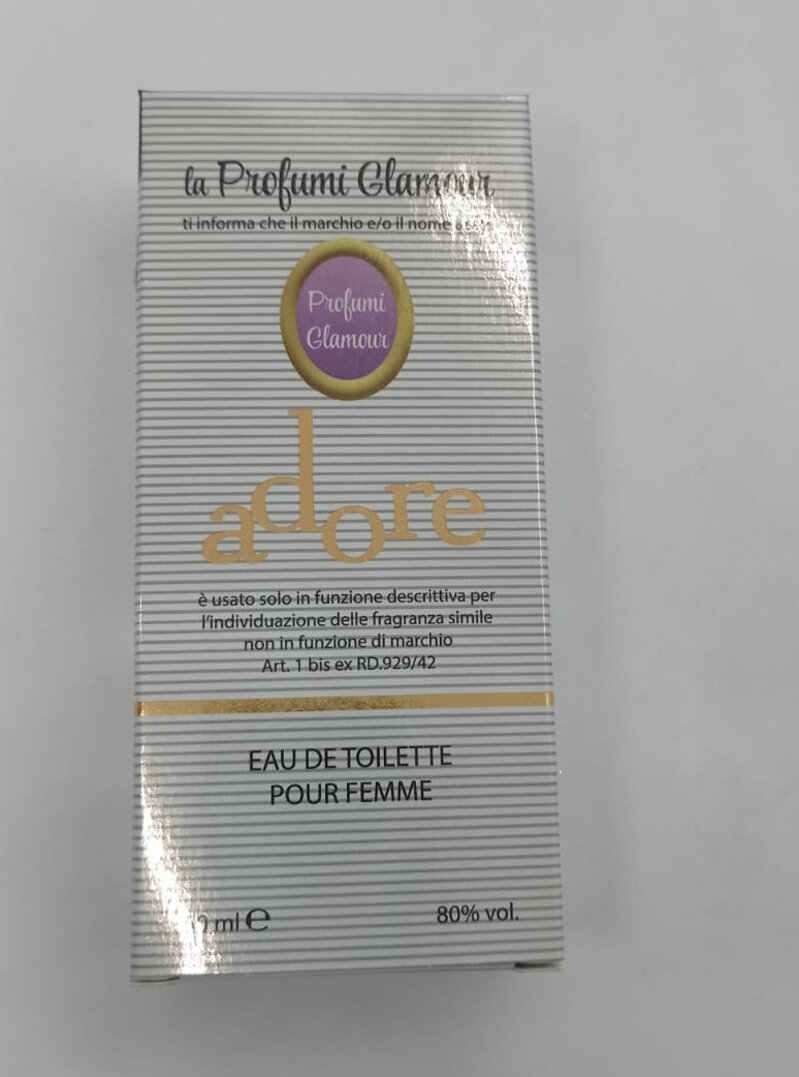 la Profumi Glamour
ti informa che il marchio e/o il nome
Profumi
Glamour
adore
è usato solo in funzione descrittiva per
l'individuazione delle fragranza simile
non in funzione di marchio
Art. 1 bis ex RD.929/42
EAU DE TOILETTE
POUR FEMME
ml e
80% vol.